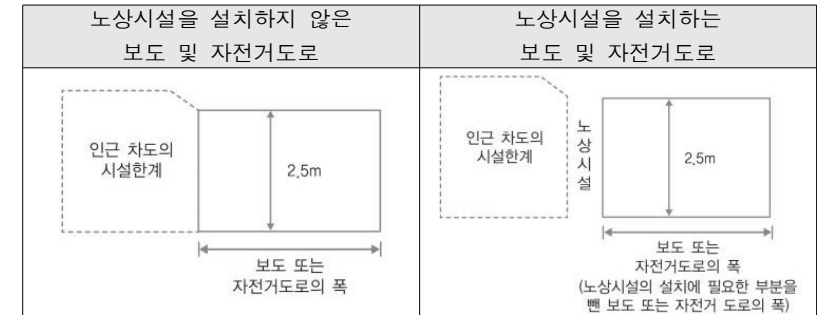 노상시설을 설치하지 않은
보도 및 자전거도로
노상시설을 설치하는
보도 및 자전거도로
인근 차도의
시설한계
2.5m
보도 또는
자전거도로의 폭
인근 차도의
시설한계
노
상
시
설
2.5m
보도 또는
자전거도로의 폭
(노상시설의 설치에 필요한 부분을
뺀 보도 또는 자전거 도로의 폭)